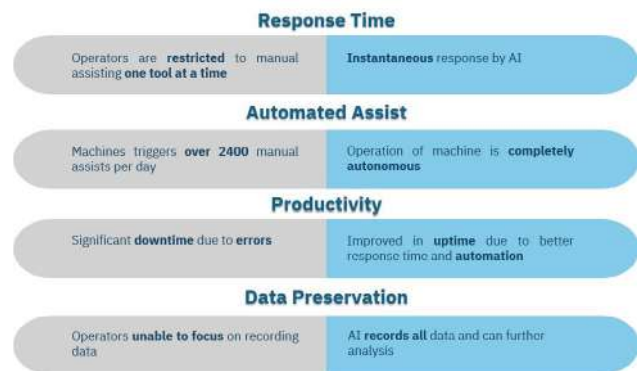 Response Time
Operators are restricted to manual
assisting one tool at a time
Instantaneous response by AI
Automated Assist
Machines triggers over 2400 manual
assists per day
Operation of machine is completely
autonomous
Productivity
Significant downtime due to errors
Improved in uptime due to better
response time and automation
Data Preservation
Operators unable to focus on recording
data
AI records all data and can further
analysis